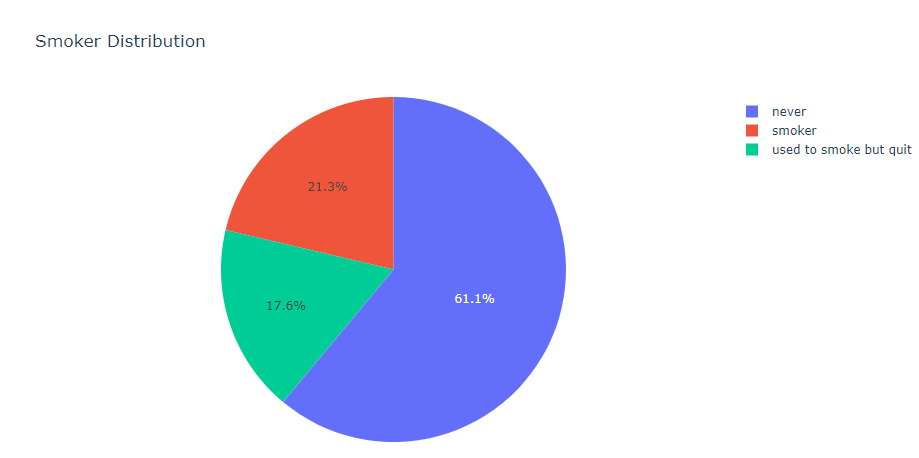 Smoker Distribution
never
smoker
used to smoke but quit
21.3%
17.6%
61.1%